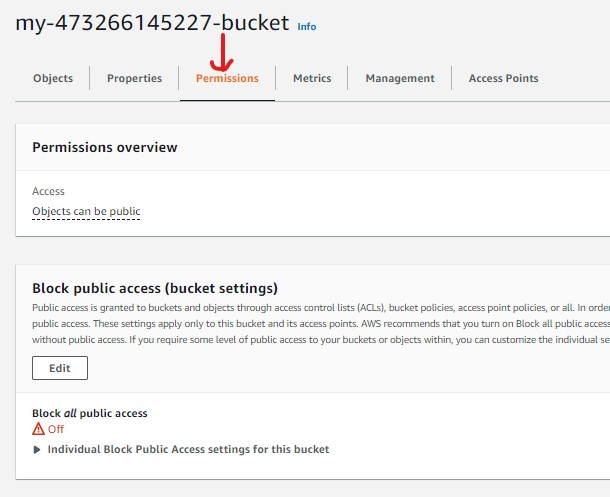 my-473266145227-bucket Info
Objects Properties Permissions Metrics Management Access Points
Permissions overview
Access
Objects can be public
Block public access (bucket settings)
Public access is granted to buckets and objects through access control lists (ACLs), bucket policies, access point policies, or all. In orde
public access. These settings apply only to this bucket and its access points. AWS recommends that you turn on Block all public access
without public access. If you require some level of public access to your buckets or objects within, you can customize the individual se
Edit
Block all public access
Off
Individual Block Public Access settings for this bucket